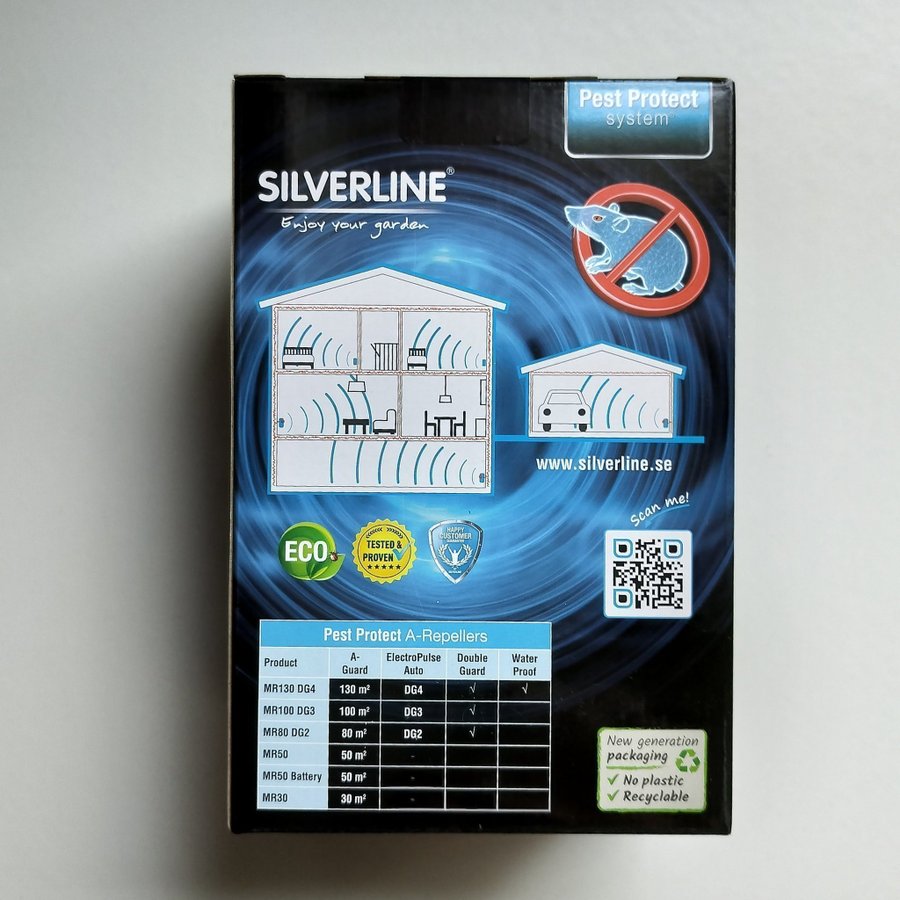 Pest Protect
system
SILVERLINE®
Enjoy your garden
www.silverline.se
Scan me!
ECO
TESTED &
PROVEN
HAPPY
CUSTOMER
Pest Protect A-Repellers
Product A-Guard ElectroPulse Auto Double Guard Water Proof
MR130 DG4 130 m² DG4 √ √
MR100 DG3 100 m² DG3 √
MR80 DG2 80 m² DG2 √
MR50 50 m² -
MR50 Battery 50 m² -
MR30 30 m² -
New generation
packaging
✓ No plastic
✓ Recyclable